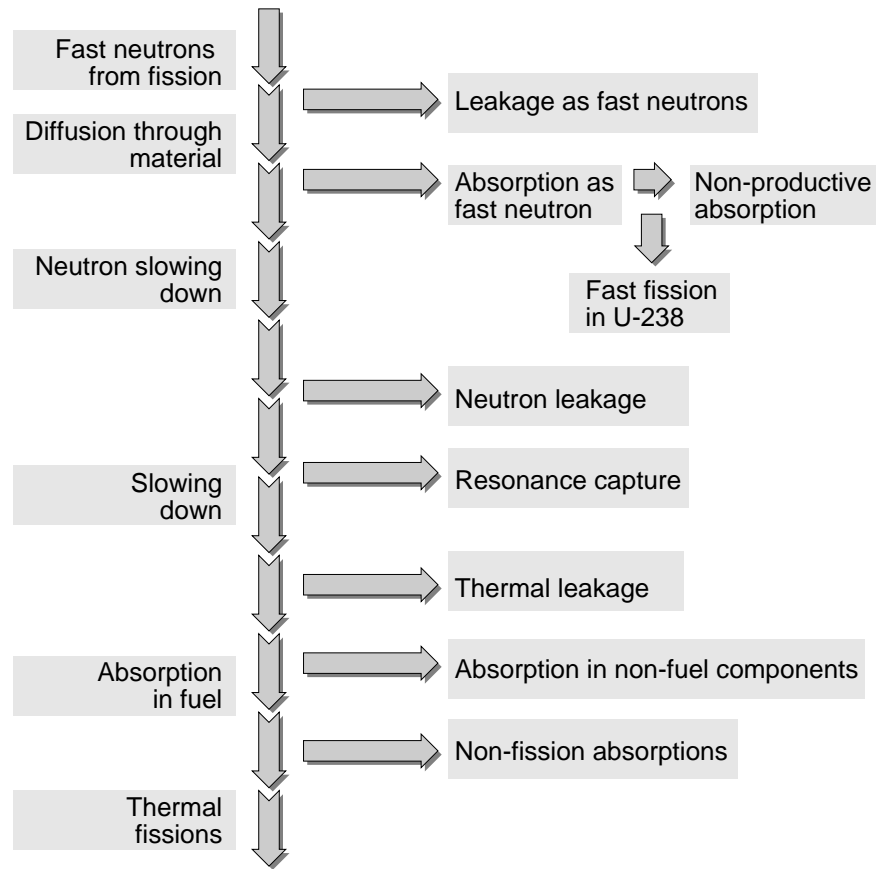 Fast neutrons
from fission
Leakage as fast neutrons
Diffusion through
material
Absorption as
fast neutron
Non-productive
absorption
Neutron slowing
down
Fast fission
in U-238
Neutron leakage
Slowing
down
Resonance capture
Thermal leakage
Absorption
in fuel
Absorption in non-fuel components
Non-fission absorptions
Thermal
fissions